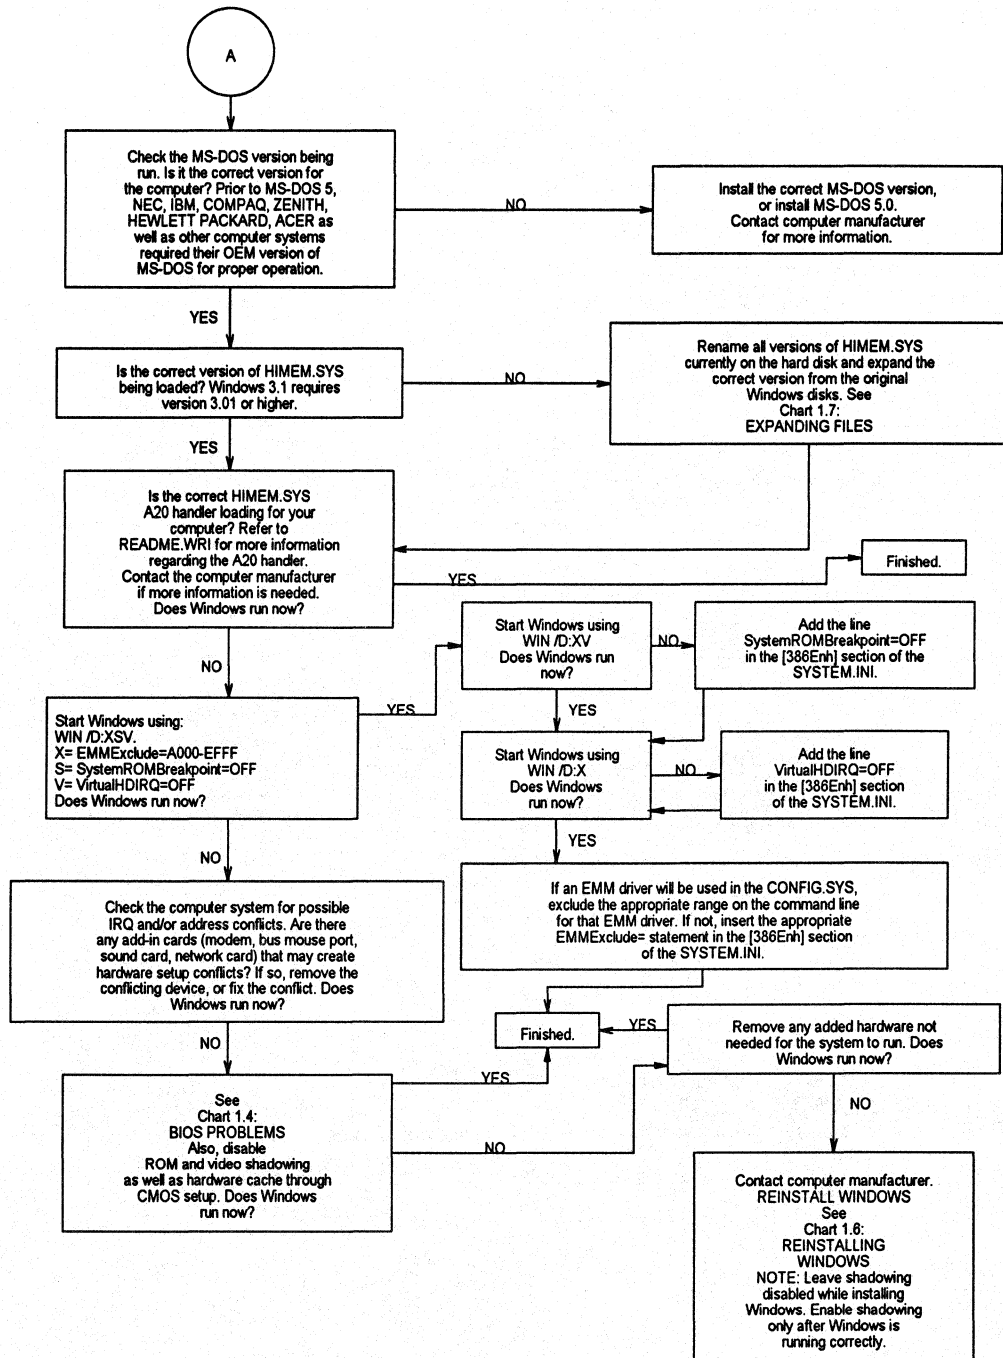 A
Check the MS-DOS version being
run. Is it the correct version for
the computer? Prior to MS-DOS 5,
NEC, IBM, COMPAQ, ZENITH,
HEWLETT PACKARD, ACER as
well as other computer systems
required their OEM version of
MS-DOS for proper operation.
NO
Install the correct MS-DOS version,
or install MS-DOS 5.0.
Contact computer manufacturer
for more information.
YES
Is the correct version of HIMEM.SYS
being loaded? Windows 3.1 requires
version 3.01 or higher.
NO
Rename all versions of HIMEM.SYS
currently on the hard disk and expand the
correct version from the original
Windows disks. See
Chart 1.7:
EXPANDING FILES
YES
Is the correct HIMEM.SYS
A20 handler loading for your
computer? Refer to
README.WRI for more information
regarding the A20 handler.
Contact the computer manufacturer
if more information is needed.
Does Windows run now?
YES
Finished.
NO
Start Windows using:
WIN /D:XSV.
X= EMMExclude=A000-EFFF
S= SystemROMBreakpoint=OFF
V= VirtualHDIRQ=OFF
Does Windows run now?
YES
Start Windows using
WIN /D:XV
Does Windows run
now?
NO
Add the line
SystemROMBreakpoint=OFF
in the [386Enh] section of the
SYSTEM.INI.
YES
Start Windows using
WIN /D:X
Does Windows
run now?
NO
Add the line
VirtualHDIRQ=OFF
in the [386Enh] section
of the SYSTEM.INI.
YES
If an EMM driver will be used in the CONFIG.SYS,
exclude the appropriate range on the command line
for that EMM driver. If not, insert the appropriate
EMMExclude= statement in the [386Enh] section
of the SYSTEM.INI.
NO
Check the computer system for possible
IRQ and/or address conflicts. Are there
any add-in cards (modem, bus mouse port,
sound card, network card) that may create
hardware setup conflicts? If so, remove the
conflicting device, or fix the conflict. Does
Windows run now?
Finished.
YES
Remove any added hardware not
needed for the system to run. Does
Windows run now?
NO
See
Chart 1.4:
BIOS PROBLEMS
Also, disable
ROM and video shadowing
as well as hardware cache through
CMOS setup. Does Windows
run now?
YES
NO
NO
Contact computer manufacturer.
REINSTALL WINDOWS
See
Chart 1.6:
REINSTALLING
WINDOWS
NOTE: Leave shadowing
disabled while installing
Windows. Enable shadowing
only after Windows is
running correctly.